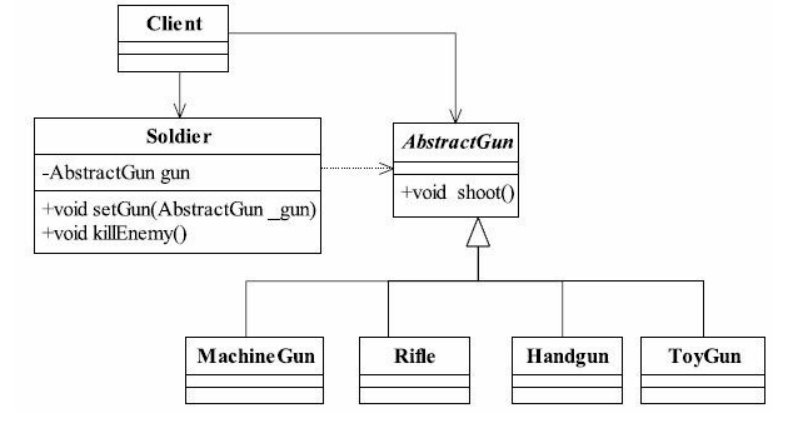 Client
Soldier
-AbstractGun gun
+void setGun(AbstractGun _gun)
+void killEnemy()
AbstractGun
+void shoot()
MachineGun
Rifle
Handgun
ToyGun